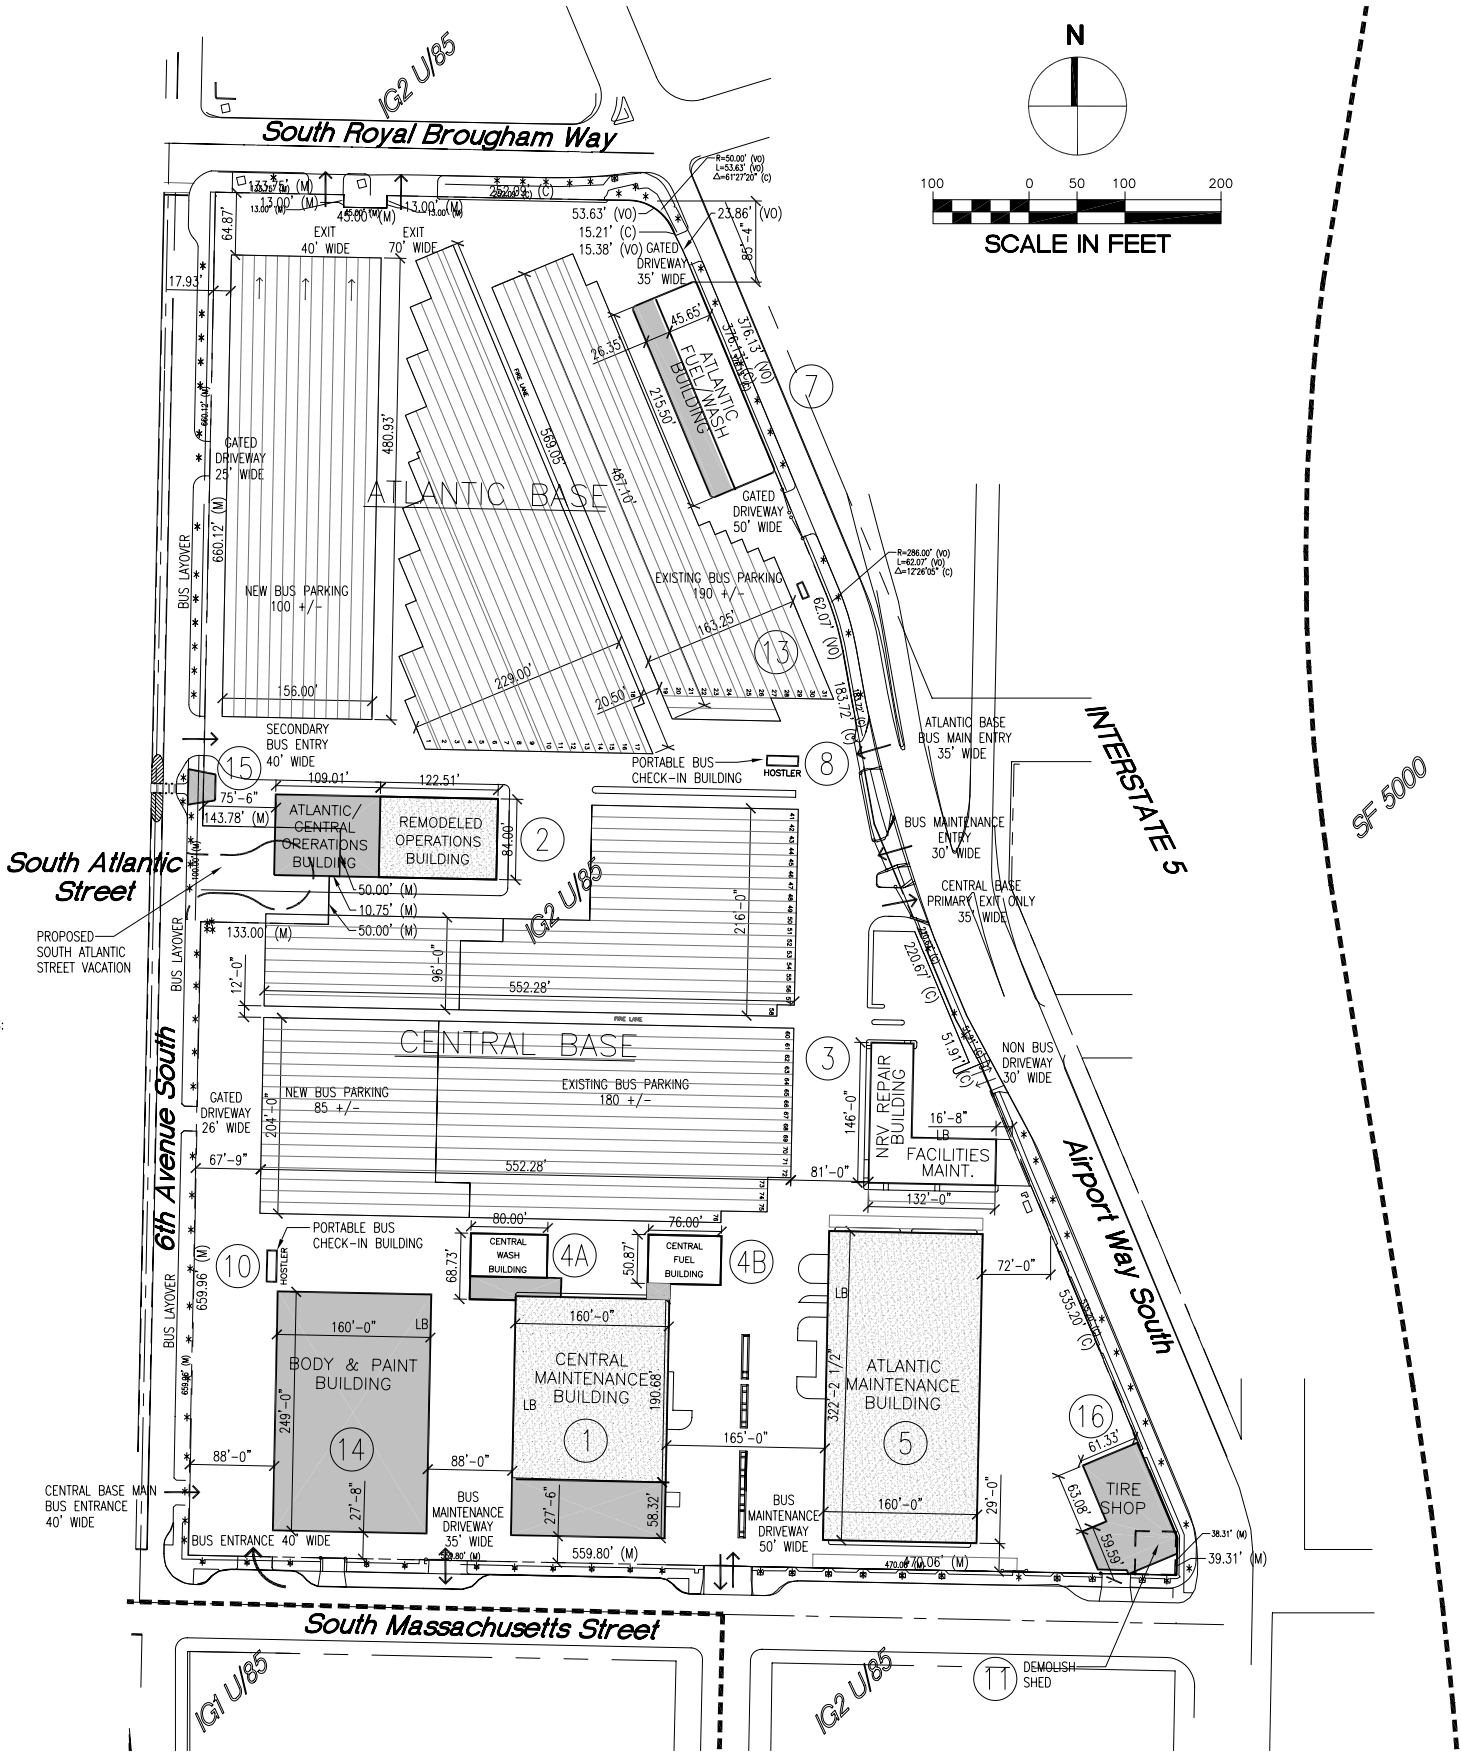 N
IG2 U/85
South Royal Brougham Way
100 0 50 100 200
SCALE IN FEET
R=50.00' (VO)
L=53.63' (VO)
△=61°27'20" (C)
133.75' (M)
252.09' (C)
13.00' (M)
45.00' (M)
13.00' (M)
53.63' (VO)
23.86' (VO)
15.21' (C)
15.38' (VO)
64.87'
EXIT
40' WIDE
EXIT
70' WIDE
GATED
DRIVEWAY
35' WIDE
17.93'
45.65'
26.35'
376.13' (VO)
376.13' (C)
ATLANTIC
FUEL/WASH
BUILDING
215.50'
7
FIRE LANE
660.12' (M)
480.93'
569.05'
487.10'
GATED
DRIVEWAY
25' WIDE
ATLANTIC BASE
GATED
DRIVEWAY
50' WIDE
660.12' (M)
BUS LAYOVER
R=286.00' (VO)
L=62.07' (VO)
△=12°26'05" (C)
NEW BUS PARKING
100 +/-
EXISTING BUS PARKING
190 +/-
62.07' (VO)
163.25'
13
229.00'
156.00'
20.50'
183.72' (C)
INTERSTATE 5
SECONDARY
BUS ENTRY
40' WIDE
ATLANTIC BASE
BUS MAIN ENTRY
35' WIDE
15
PORTABLE BUS
CHECK-IN BUILDING
HOSTLER
8
SF 5000
109.01'
122.51'
75'-6"
143.78' (M)
ATLANTIC/
CENTRAL
OPERATIONS
BUILDING
REMODELED
OPERATIONS
BUILDING
84.00'
2
BUS MAINTENANCE
ENTRY
30' WIDE
South Atlantic
Street
IG2 U/85
50.00' (M)
10.75' (M)
50.00' (M)
CENTRAL BASE
PRIMARY EXIT ONLY
35' WIDE
216'-0"
133.00 (M)
PROPOSED
SOUTH ATLANTIC
STREET VACATION
BUS LAYOVER
96'-0"
220.67' (C)
12'-0"
552.28'
FIRE LANE
CENTRAL BASE
6th Avenue South
51.91' (C)
NON BUS
DRIVEWAY
30' WIDE
3
NRV REPAIR
BUILDING
146'-0"
GATED
DRIVEWAY
26' WIDE
NEW BUS PARKING
85 +/-
EXISTING BUS PARKING
180 +/-
204'-0"
16'-8"
LB
FACILITIES
MAINT.
67'-9"
552.28'
81'-0"
132'-0"
Airport Way South
PORTABLE BUS
CHECK-IN BUILDING
10
HOSTLER
80.00'
68.73'
CENTRAL
WASH
BUILDING
4A
76.00'
50.87'
CENTRAL
FUEL
BUILDING
4B
72'-0"
659.96' (M)
BUS LAYOVER
LB
535.20' (C)
160'-0"
LB
160'-0"
BODY & PAINT
BUILDING
CENTRAL
MAINTENANCE
BUILDING
ATLANTIC
MAINTENANCE
BUILDING
659.96' (M)
249'-0"
LB
190.68'
322'-2 1/2"
14
1
5
16
88'-0"
88'-0"
165'-0"
61.33'
CENTRAL BASE MAIN
BUS ENTRANCE
40' WIDE
27'-8"
BUS
MAINTENANCE
DRIVEWAY
35' WIDE
27'-6"
58.32'
BUS
MAINTENANCE
DRIVEWAY
50' WIDE
160'-0"
29'-0"
63.08'
TIRE
SHOP
59.59'
38.31' (M)
39.31' (M)
BUS ENTRANCE 40' WIDE
559.80' (M)
559.80' (M)
470.06' (M)
South Massachusetts Street
IG1 U/85
IG2 U/85
11
DEMOLISH
SHED